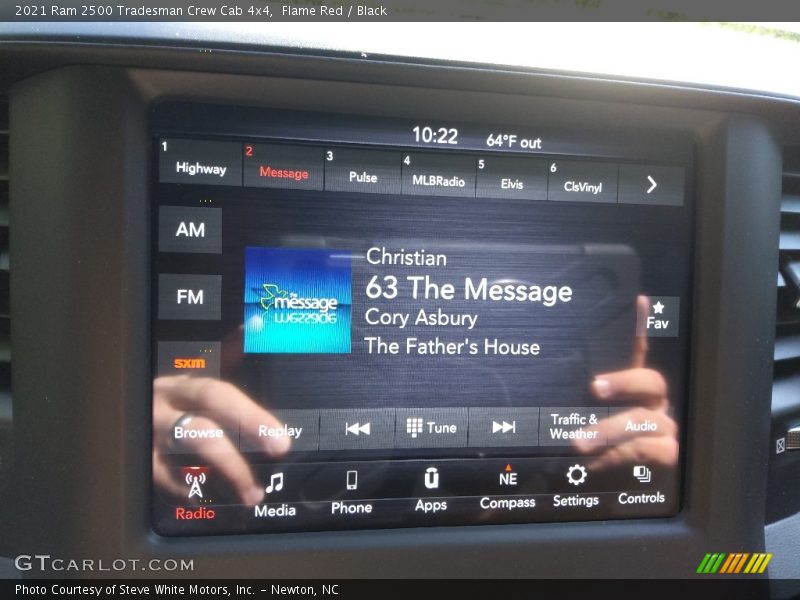 2021 Ram 2500 Tradesman Crew Cab 4x4, Flame Red / Black
10:22 64°F out
1 Highway
2 Message
3 Pulse
4 MLBRadio
5 Elvis
6 ClsVinyl
AM
FM
sxm
the message
Christian
63 The Message
Cory Asbury
The Father's House
Fav
Browse
Replay
Tune
Traffic &
Weather
Audio
Radio
Media
Phone
Apps
NE
Compass
Settings
Controls
GTCARLOT.COM
Photo Courtesy of Steve White Motors, Inc. – Newton, NC